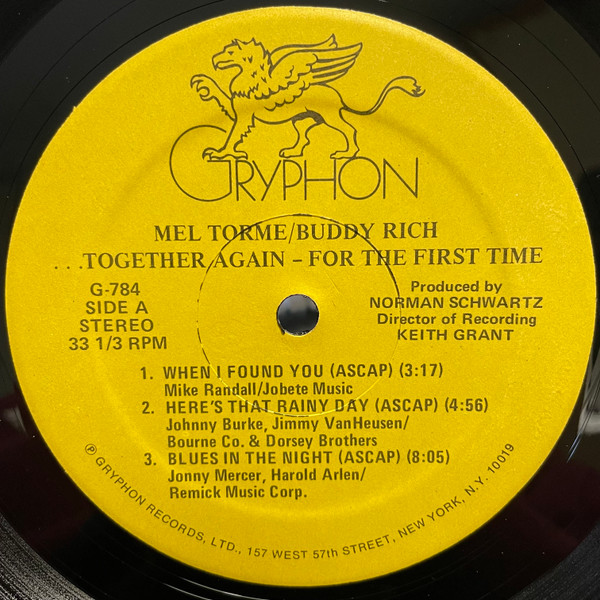 GRYPHON
MEL TORME/BUDDY RICH
...TOGETHER AGAIN – FOR THE FIRST TIME
G-784
SIDE A
STEREO
33 1/3 RPM
Produced by
NORMAN SCHWARTZ
Director of Recording
KEITH GRANT
1. WHEN I FOUND YOU (ASCAP) (3:17)
Mike Randall/Jobete Music
2. HERE'S THAT RAINY DAY (ASCAP) (4:56)
Johnny Burke, Jimmy VanHeusen/
Bourne Co. & Dorsey Brothers
3. BLUES IN THE NIGHT (ASCAP) (8:05)
Jonny Mercer, Harold Arlen/
Remick Music Corp.
Ⓟ GRYPHON RECORDS, LTD., 157 WEST 57th STREET, NEW YORK, N.Y. 10019